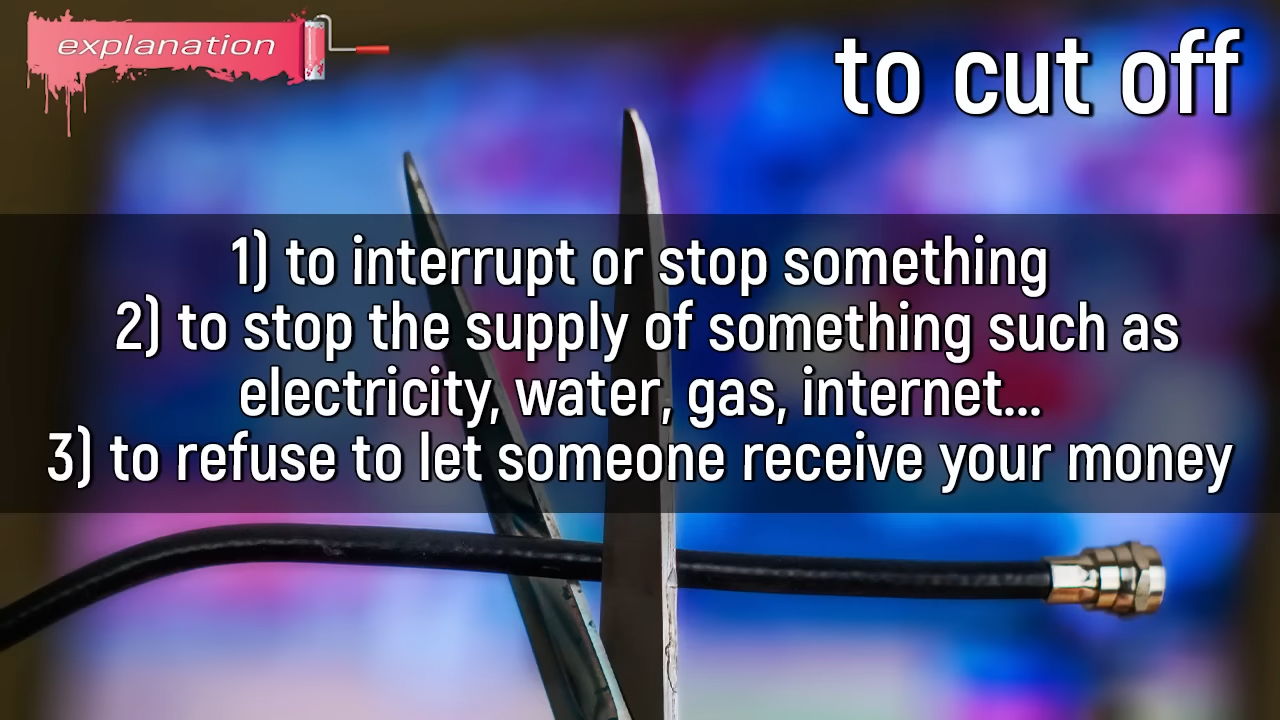 explanation
to cut off
1) to interrupt or stop something
2) to stop the supply of something such as
electricity, water, gas, internet...
3) to refuse to let someone receive your money